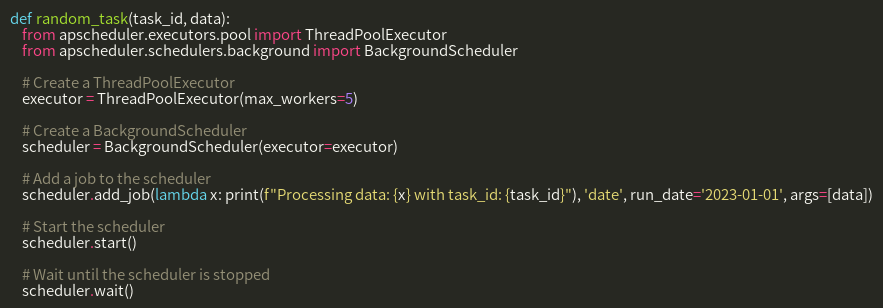 def random_task(task_id, data):
    from apscheduler.executors.pool import ThreadPoolExecutor
    from apscheduler.schedulers.background import BackgroundScheduler

    # Create a ThreadPoolExecutor
    executor = ThreadPoolExecutor(max_workers=5)

    # Create a BackgroundScheduler
    scheduler = BackgroundScheduler(executor=executor)

    # Add a job to the scheduler
    scheduler.add_job(lambda x: print(f"Processing data: {x} with task_id: {task_id}"), 'date', run_date='2023-01-01', args=[data])

    # Start the scheduler
    scheduler.start()

    # Wait until the scheduler is stopped
    scheduler.wait()